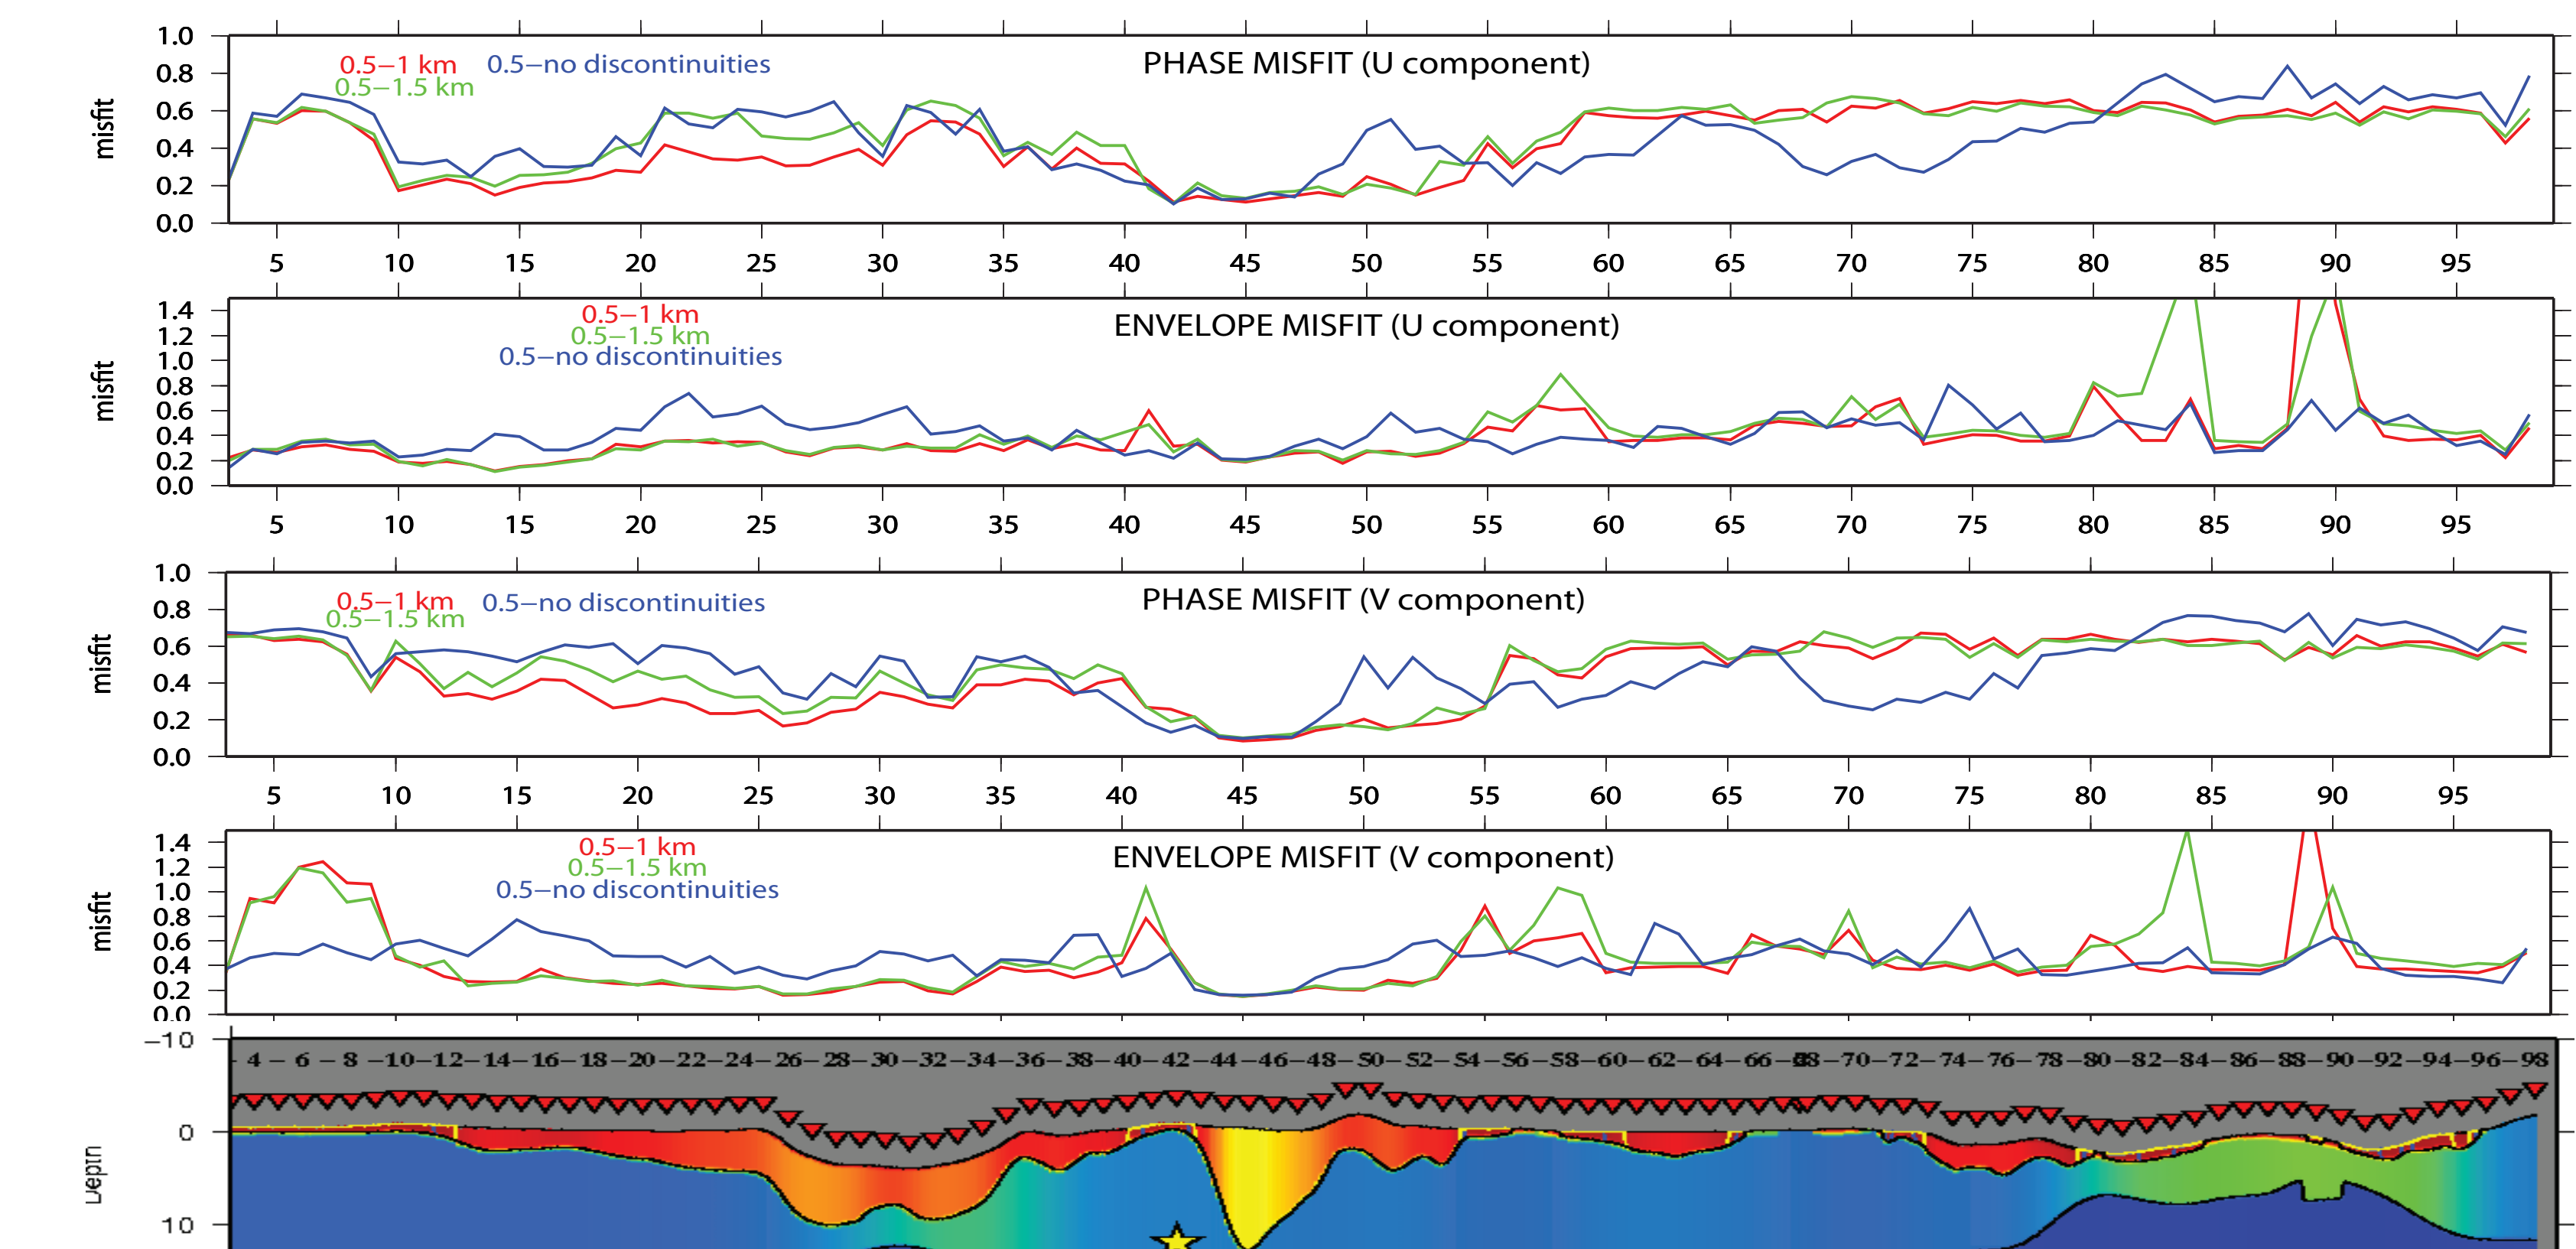 1.0
0.8
0.6
0.4
0.2
0.0
misfit
0.5–1 km 0.5–no discontinuities
0.5–1.5 km
PHASE MISFIT (U component)
5 10 15 20 25 30 35 40 45 50 55 60 65 70 75 80 85 90 95
1.4
1.2
1.0
0.8
0.6
0.4
0.2
0.0
misfit
0.5–1 km
0.5–1.5 km
0.5–no discontinuities
ENVELOPE MISFIT (U component)
5 10 15 20 25 30 35 40 45 50 55 60 65 70 75 80 85 90 95
1.0
0.8
0.6
0.4
0.2
0.0
misfit
0.5–1 km 0.5–no discontinuities
0.5–1.5 km
PHASE MISFIT (V component)
5 10 15 20 25 30 35 40 45 50 55 60 65 70 75 80 85 90 95
1.4
1.2
1.0
0.8
0.6
0.4
0.2
0.0
misfit
0.5–1 km
0.5–1.5 km
0.5–no discontinuities
ENVELOPE MISFIT (V component)
–10
0
10
Depth
4 – 6 – 8 –10–12–14–16–18–20–22–24–26–28–30–32–34–36–38–40–42–44–46–48–50–52–54–56–58–60–62–64–66–68–70–72–74–76–78–80–82–84–86–88–90–92–94–96–98